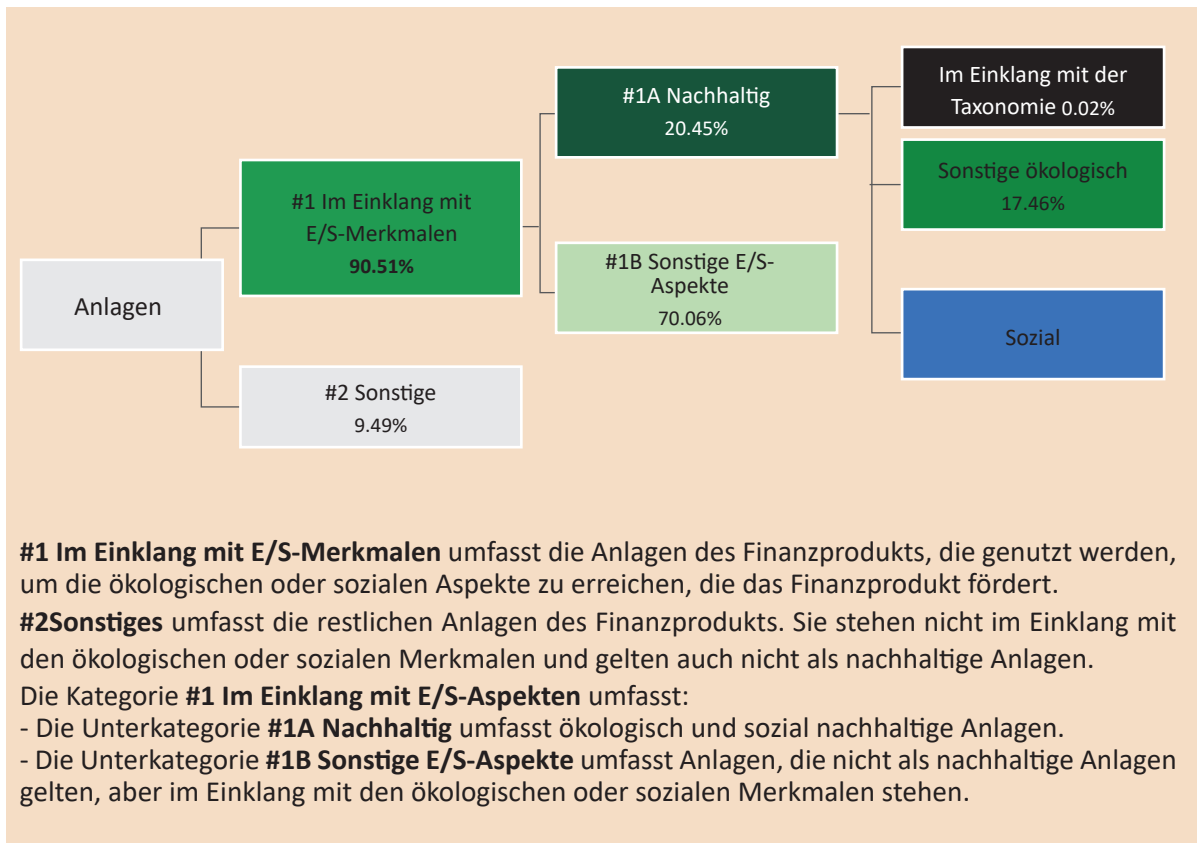 #1A Nachhaltig
20.45%
Im Einklang mit der
Taxonomie 0.02%
Sonstige ökologisch
17.46%
#1 Im Einklang mit
E/S-Merkmalen
90.51%
#1B Sonstige E/S-
Aspekte
70.06%
Anlagen
Sozial
#2 Sonstige
9.49%
#1 Im Einklang mit E/S-Merkmalen umfasst die Anlagen des Finanzprodukts, die genutzt werden,
um die ökologischen oder sozialen Aspekte zu erreichen, die das Finanzprodukt fördert.
#2Sonstiges umfasst die restlichen Anlagen des Finanzprodukts. Sie stehen nicht im Einklang mit
den ökologischen oder sozialen Merkmalen und gelten auch nicht als nachhaltige Anlagen.
Die Kategorie #1 Im Einklang mit E/S-Aspekten umfasst:
- Die Unterkategorie #1A Nachhaltig umfasst ökologisch und sozial nachhaltige Anlagen.
- Die Unterkategorie #1B Sonstige E/S-Aspekte umfasst Anlagen, die nicht als nachhaltige Anlagen
gelten, aber im Einklang mit den ökologischen oder sozialen Merkmalen stehen.